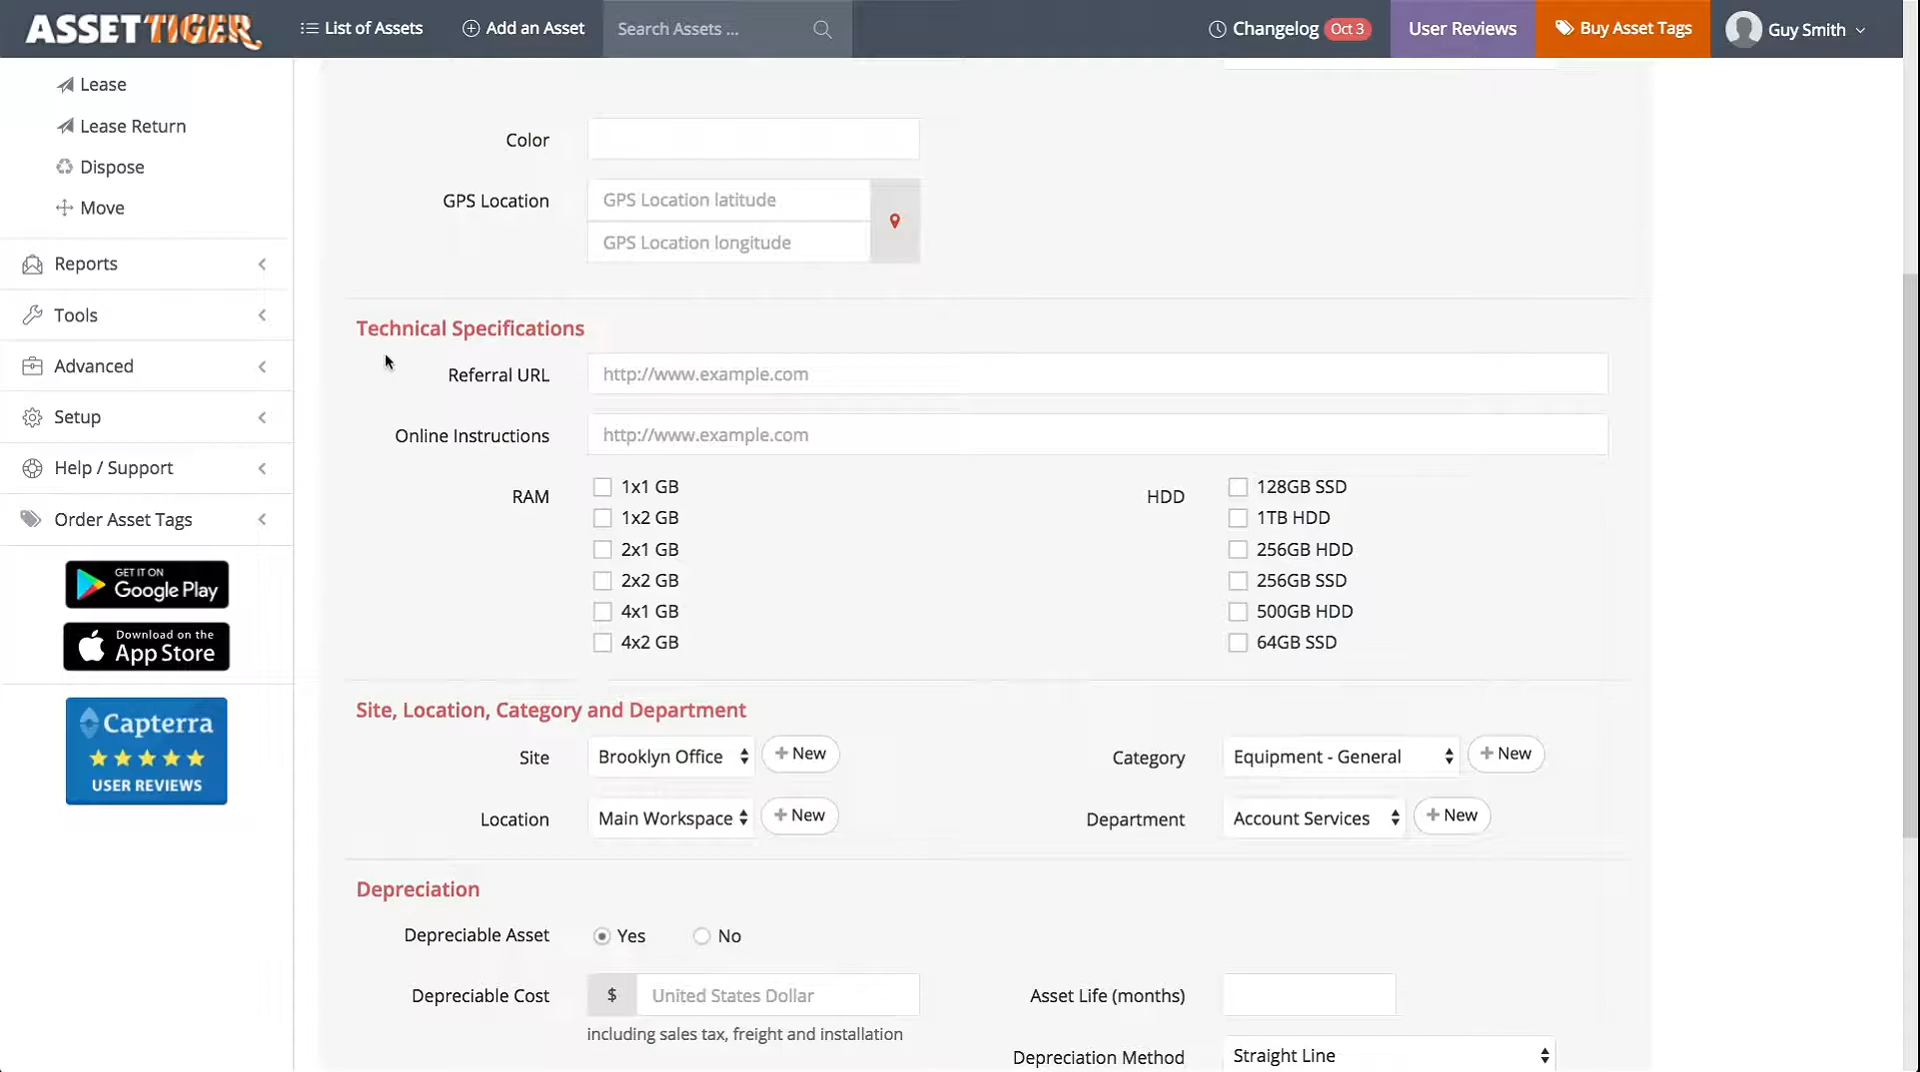 ASSETTIGER
List of Assets
Add an Asset
Search Assets ...
Changelog Oct 3
User Reviews
Buy Asset Tags
Guy Smith
Lease
Lease Return
Dispose
Move
Reports
Tools
Advanced
Setup
Help / Support
Order Asset Tags
GET IT ON
Google Play
Download on the
App Store
Capterra
USER REVIEWS
Color
GPS Location
GPS Location latitude
GPS Location longitude
Technical Specifications
Referral URL
http://www.example.com
Online Instructions
http://www.example.com
RAM
1x1 GB
1x2 GB
2x1 GB
2x2 GB
4x1 GB
4x2 GB
HDD
128GB SSD
1TB HDD
256GB HDD
256GB SSD
500GB HDD
64GB SSD
Site, Location, Category and Department
Site
Brooklyn Office
+ New
Category
Equipment - General
+ New
Location
Main Workspace
+ New
Department
Account Services
+ New
Depreciation
Depreciable Asset
Yes
No
Depreciable Cost
$ United States Dollar
including sales tax, freight and installation
Asset Life (months)
Depreciation Method
Straight Line